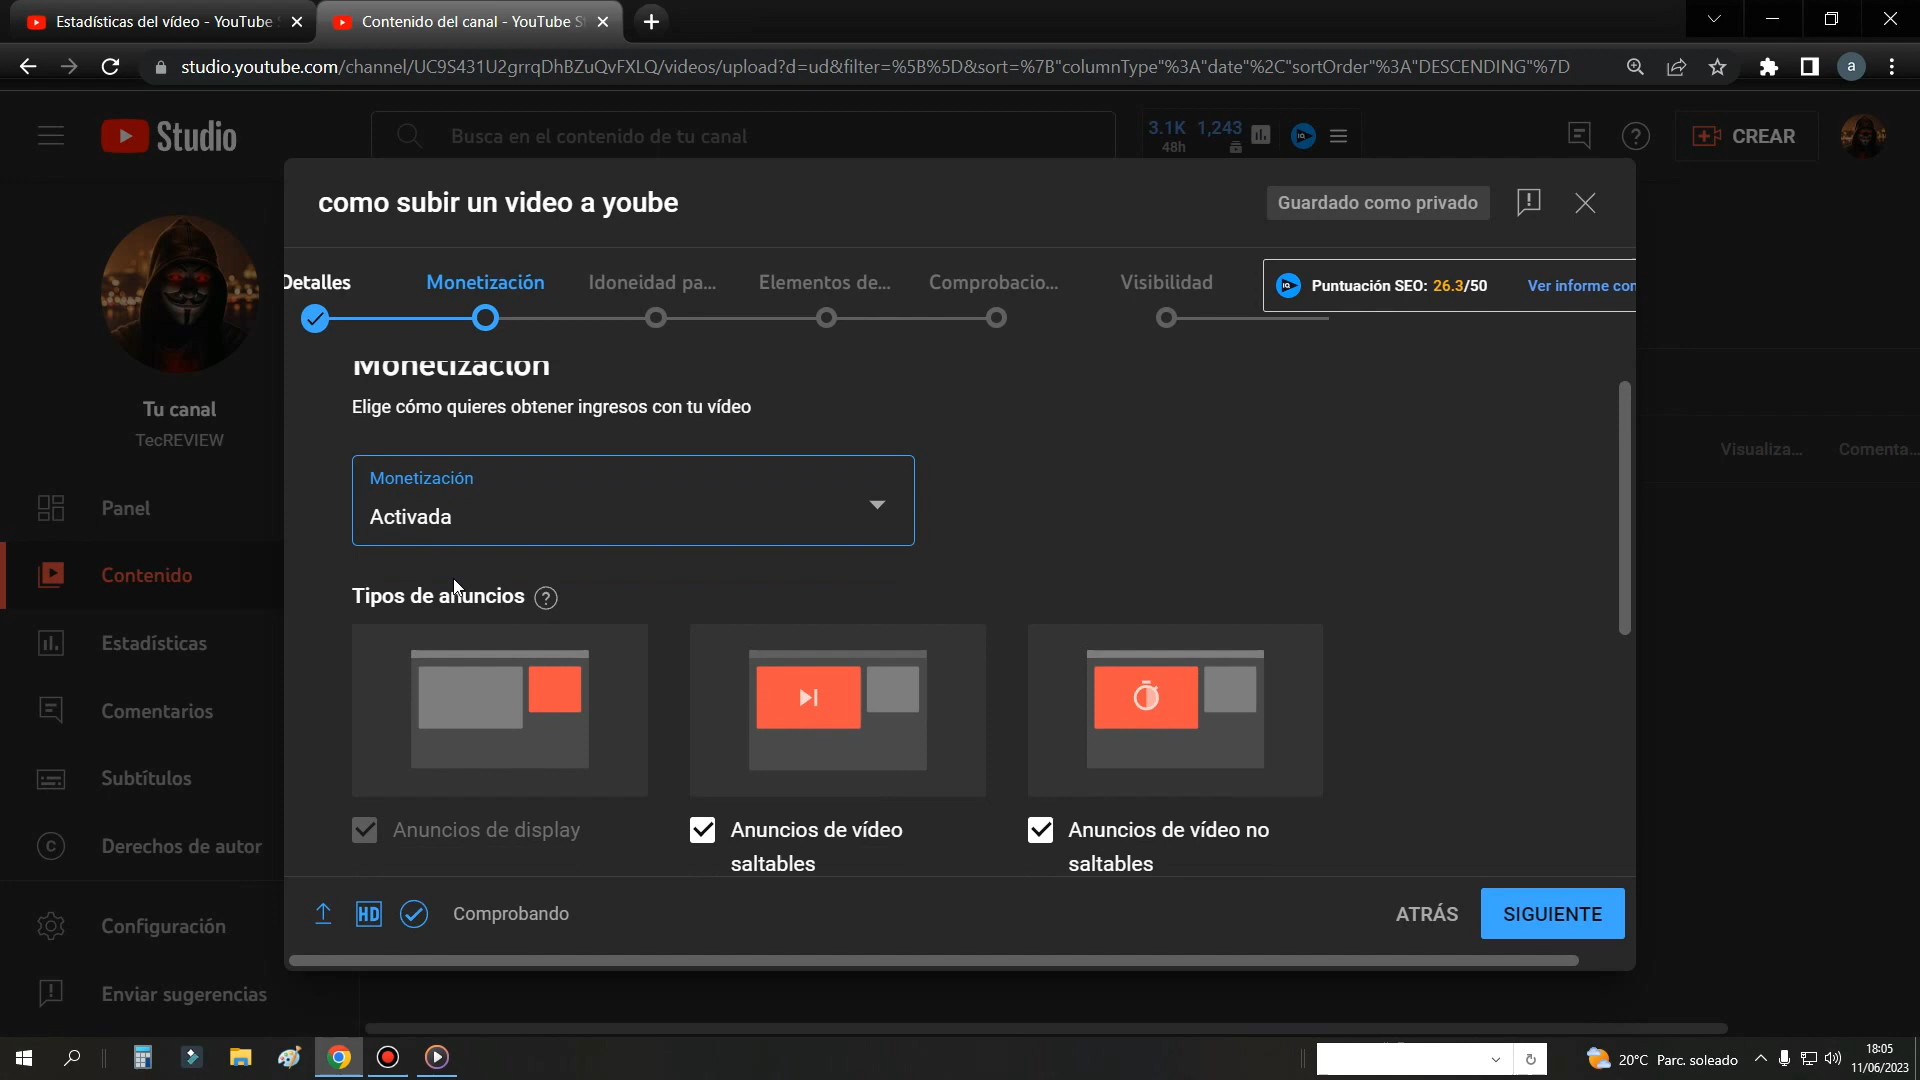 Estadísticas del vídeo - YouTube
Contenido del canal - YouTube S
studio.youtube.com/channel/UC9S431U2grrqDhBZuQvFXLQ/videos/upload?d=ud&filter=%5B%5D&sort=%7B"columnType"%3A"date"%2C"sortOrder"%3A"DESCENDING"%7D
a
Studio
Busca en el contenido de tu canal
3.1K 1,243
48h
CREAR
como subir un video a yoube
Guardado como privado
Detalles
Monetización
Idoneidad pa...
Elementos de...
Comprobacio...
Visibilidad
Puntuación SEO: 26.3/50
Ver informe con
Monetización
Elige cómo quieres obtener ingresos con tu vídeo
Monetización
Activada
Tipos de anuncios
Anuncios de display
Anuncios de vídeo
saltables
Anuncios de vídeo no
saltables
HD
Comprobando
ATRÁS
SIGUIENTE
Tu canal
TecREVIEW
Panel
Contenido
Estadísticas
Comentarios
Subtítulos
Derechos de autor
Configuración
Enviar sugerencias
Visualiza...
Comenta...
20°C Parc. soleado
18:05
11/06/2023